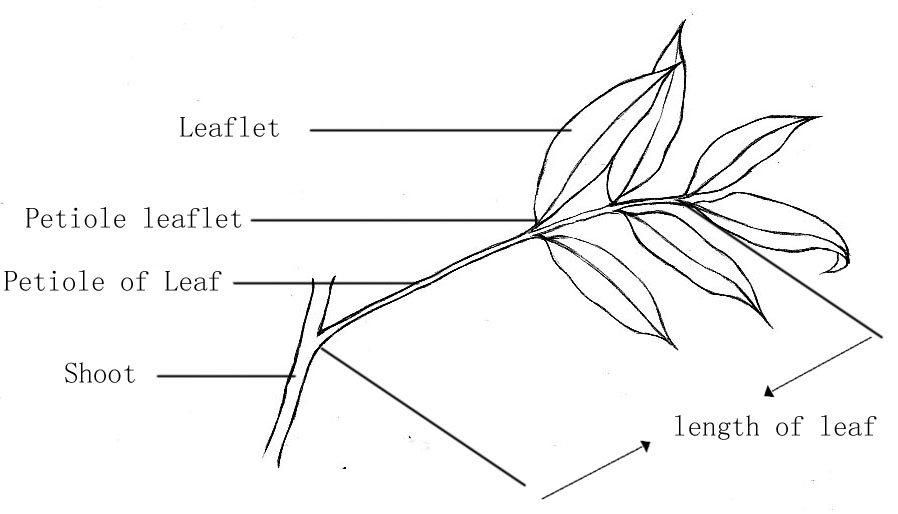 Leaflet
Petiole leaflet
Petiole of Leaf
Shoot
length of leaf